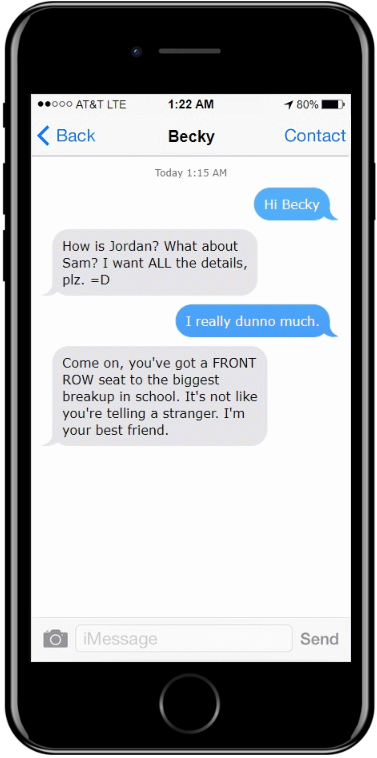 AT&T LTE 1:22 AM 80%
Back Becky Contact
Today 1:15 AM
Hi Becky
How is Jordan? What about
Sam? I want ALL the details,
plz. =D
I really dunno much.
Come on, you've got a FRONT
ROW seat to the biggest
breakup in school. It's not like
you're telling a stranger. I'm
your best friend.
iMessage Send